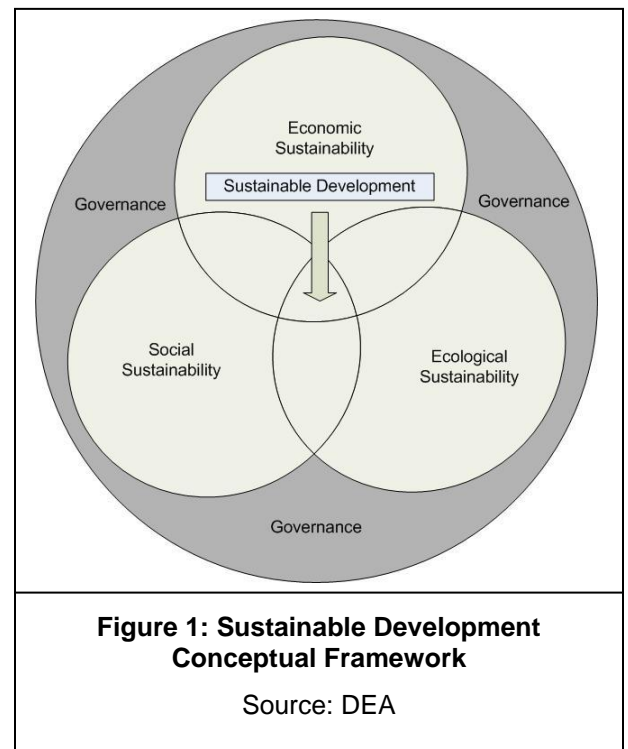 Economic
Sustainability
Sustainable Development
Governance
Governance
Social
Sustainability
Ecological
Sustainability
Governance
Figure 1: Sustainable Development
Conceptual Framework
Source: DEA